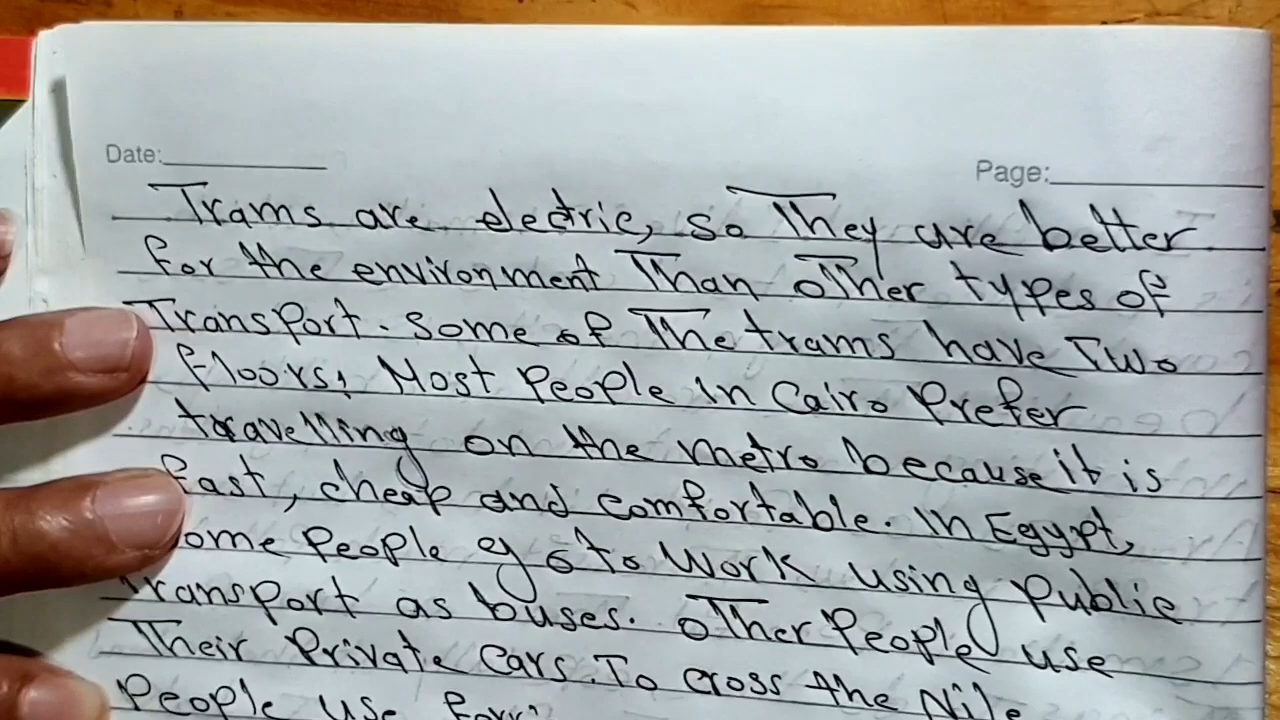 Date:
Page:
Trams are electric, so They are better
for the environment Than oTher types of
Transport. Some of The trams have Two
floors. Most People in Cairo Prefer
travelling on the metro because it is
fast, cheap and comfortable. In Egypt,
ome People go to work using Public
transport as buses. OTher People use
Their Private cars. To cross the Nile
People use